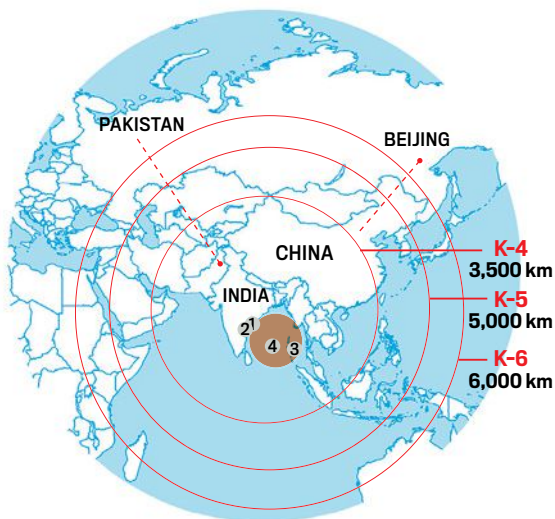 PAKISTAN
BEIJING
CHINA
K-4
3,500 km
INDIA
K-5
5,000 km
2 1
4
3
K-6
6,000 km